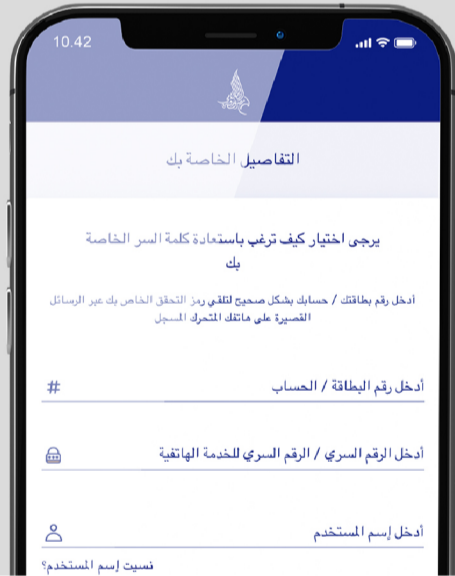 10.42
التفاصيل الخاصة بك
يرجى اختيار كيف ترغب باستعادة كلمة السر الخاصة
بك
أدخل رقم بطاقتك / حسابك بشكل صحيح لتلقي رمز التحقق الخاص بك عبر الرسائل
القصيرة على هاتفك المتحرك المسجل
أدخل رقم البطاقة / الحساب #
أدخل الرقم السري / الرقم السري للخدمة الهاتفية
أدخل إسم المستخدم
نسيت إسم المستخدم؟